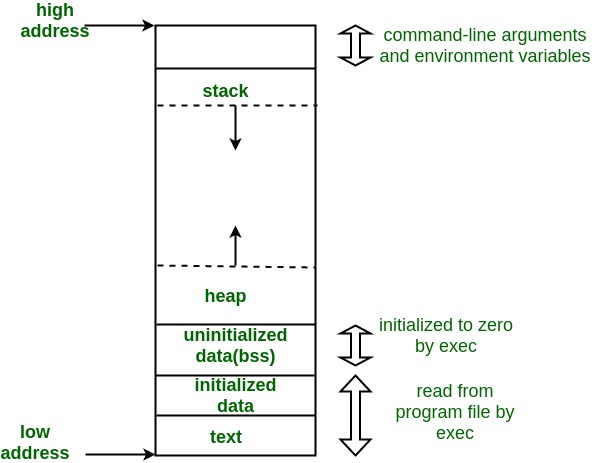 high
address
command-line arguments
and environment variables
stack
heap
uninitialized
data(bss)
initialized to zero
by exec
initialized
data
read from
program file by
exec
text
low
address